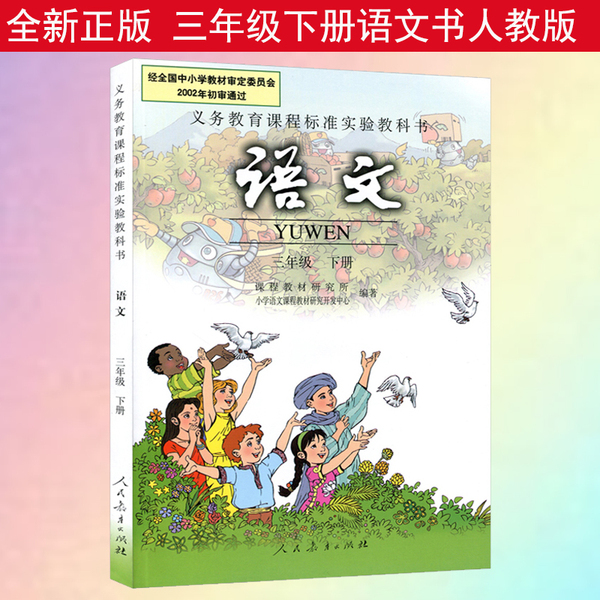 全新正版 三年级下册语文书人教版
经全国中小学教材审定委员会
2002年初审通过
义务教育课程标准实验教科书
语文
YUWEN
三年级 下册
课程教材研究所
小学语文课程教材研究开发中心
编著
人民教育出版社
义务教育课程标准实验教科书
语文
三年级 下册
人民教育出版社